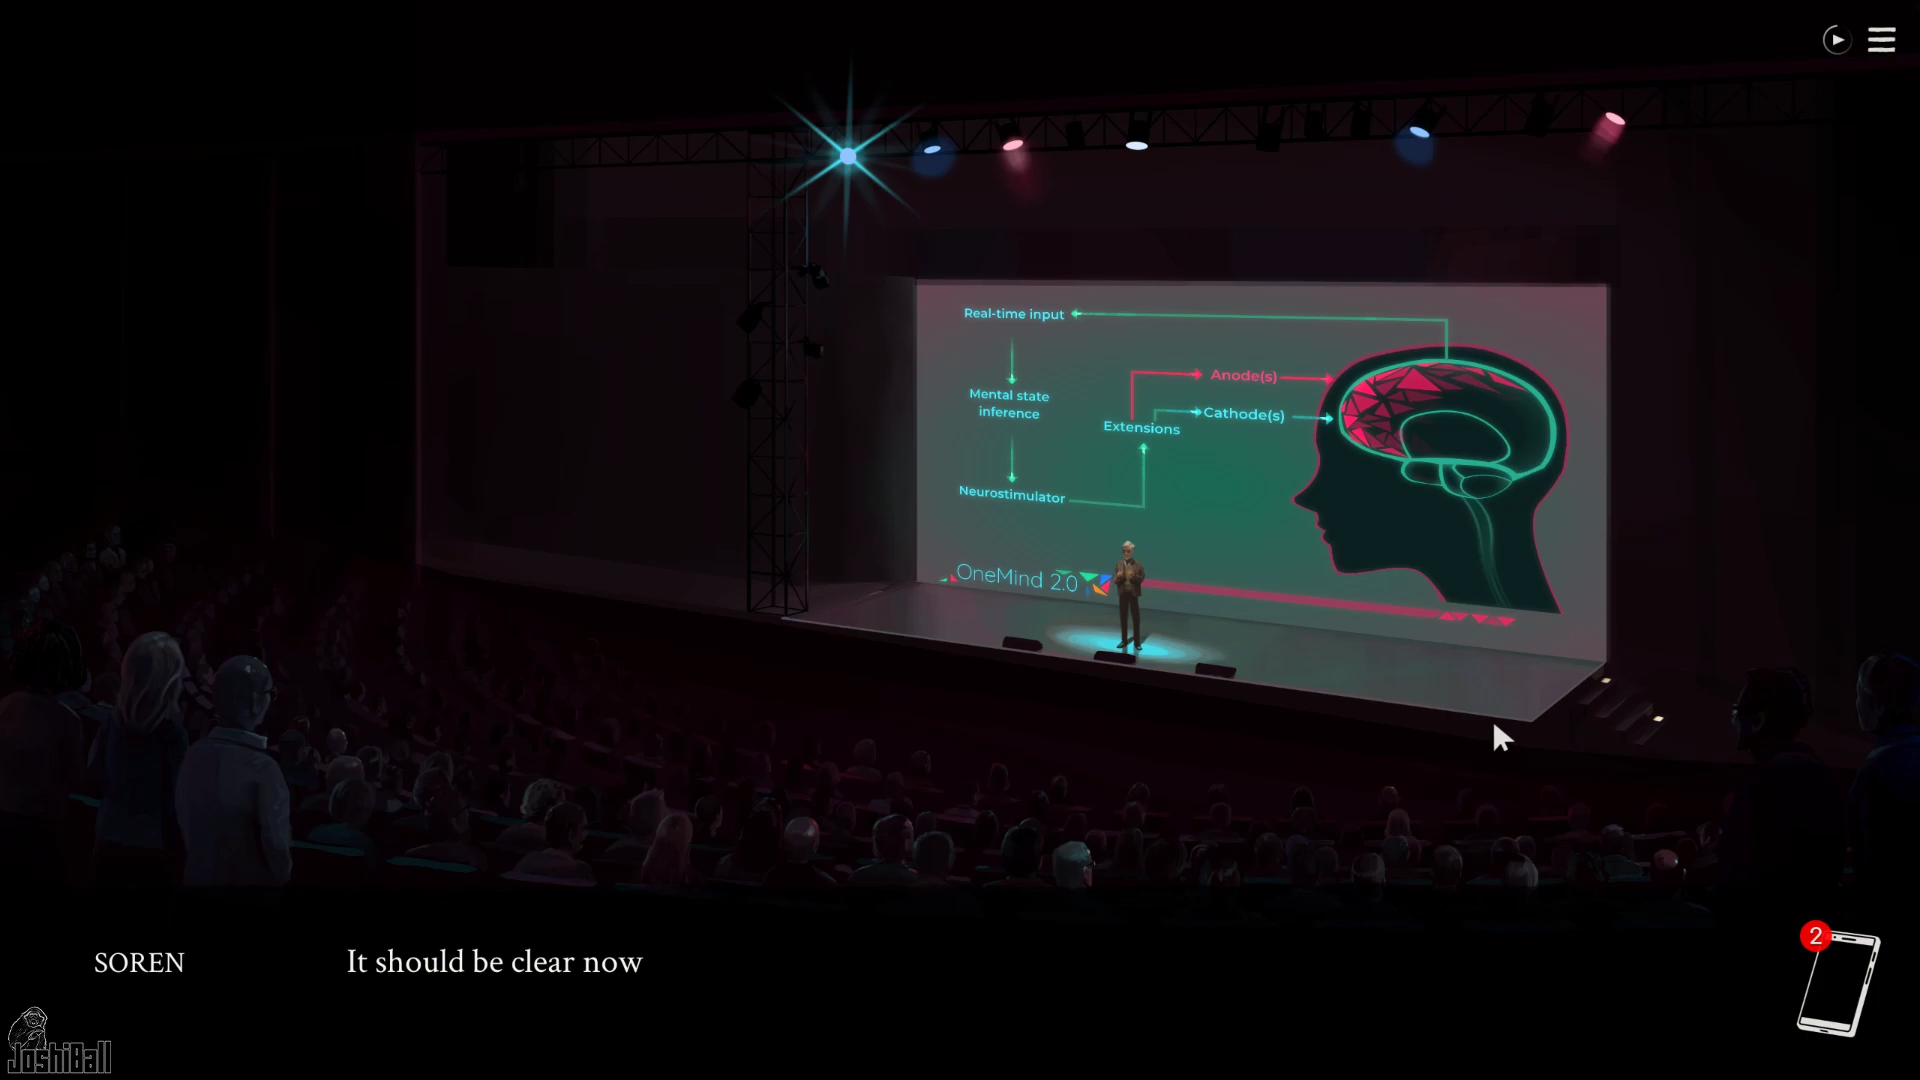 Real-time input
Anode(s)
Mental state
inference
Cathode(s)
Extensions
Neurostimulator
OneMind 2.0
SOREN
It should be clear now
2
JoshiBall